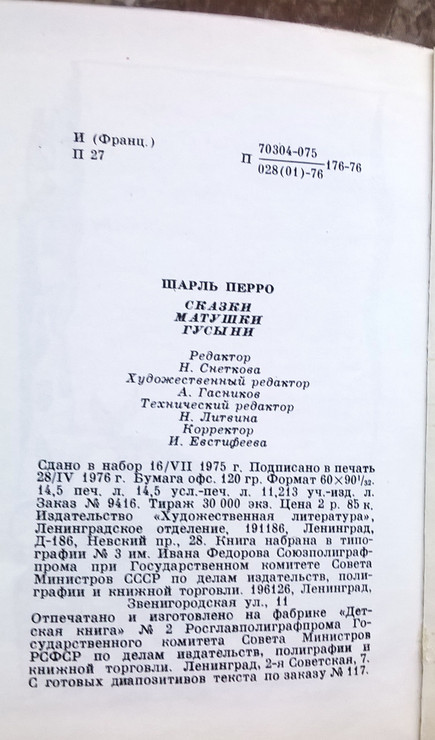 И (Франц.)
П 27
П 70304-075
028(01)-76 176-76
ШАРЛЬ ПЕРРО
СКАЗКИ
МАТУШКИ
ГУСЫНИ
Редактор
Н. Снеткова
Художественный редактор
А. Гасников
Технический редактор
Н. Литвина
Корректор
И. Евстифеева
Сдано в набор 16/VII 1975 г. Подписано в печать
28/IV 1976 г. Бумага офс. 120 гр. Формат 60×90¹/₃₂.
14,5 печ. л. 14,5 усл.-печ. л. 11,213 уч.-изд. л.
Заказ № 9416. Тираж 30 000 экз. Цена 2 р. 85 к.
Издательство «Художественная литература»,
Ленинградское отделение, 191186, Ленинград,
Д-186, Невский пр., 28. Книга набрана в типо-
графии № 3 им. Ивана Федорова Союзполиграф-
прома при Государственном комитете Совета
Министров СССР по делам издательств, поли-
графии и книжной торговли. 196126, Ленинград,
Звенигородская ул., 11
Отпечатано и изготовлено на фабрике «Дет-
ская книга» № 2 Росглавполиграфпрома Го-
сударственного комитета Совета Министров
РСФСР по делам издательств, полиграфии и
книжной торговли. Ленинград, 2-я Советская, 7.
С готовых диапозитивов текста по заказу № 117.